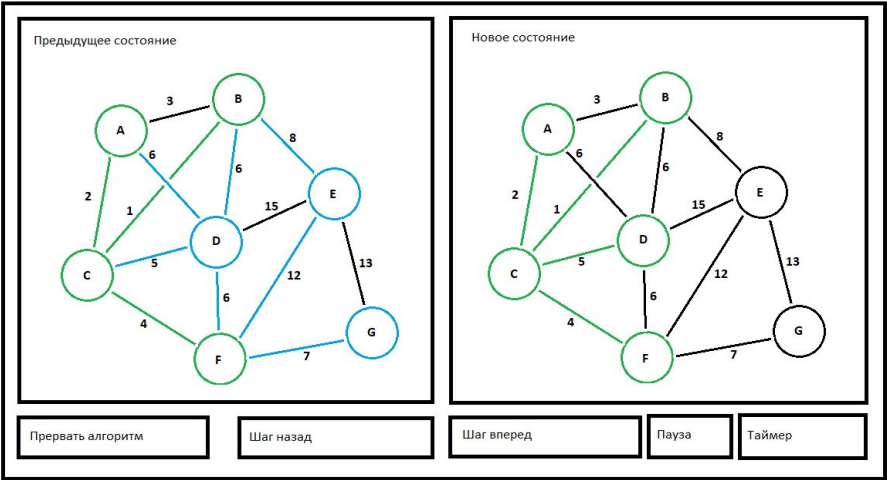 Предыдущее состояние
3
B
A
6
8
6
2
1
15
E
D
5
C
12
13
6
4
G
F
7
Новое состояние
3
B
A
6
8
6
2
1
15
E
D
5
C
12
13
6
4
G
F
7
Прервать алгоритм
Шаг назад
Шаг вперед
Пауза
Таймер